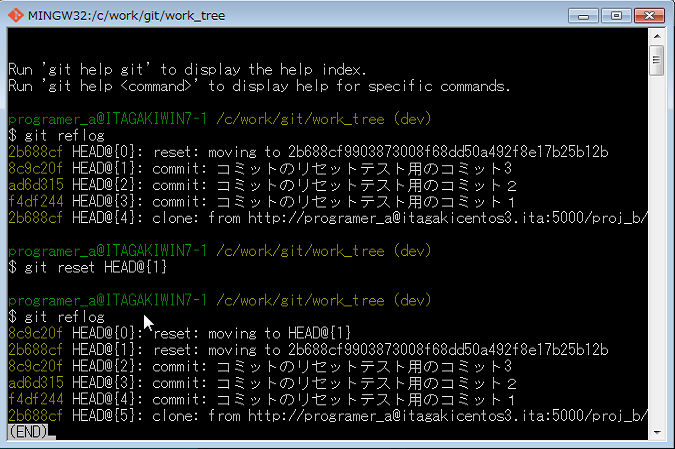 MINGW32:/c/work/git/work_tree
Run 'git help git' to display the help index.
Run 'git help <command>' to display help for specific commands.
programer_a@ITAGAKIWIN7-1 /c/work/git/work_tree (dev)
$ git reflog
2b688cf HEAD@{0}: reset: moving to 2b688cf9903873008f68dd50a492f8e17b25b12b
8c9c20f HEAD@{1}: commit: コミットのリセットテスト用のコミット3
ad6d315 HEAD@{2}: commit: コミットのリセットテスト用のコミット２
f4df244 HEAD@{3}: commit: コミットのリセットテスト用のコミット１
2b688cf HEAD@{4}: clone: from http://programer_a@itagakicentos3.ita:5000/proj_b/
programer_a@ITAGAKIWIN7-1 /c/work/git/work_tree (dev)
$ git reset HEAD@{1}
programer_a@ITAGAKIWIN7-1 /c/work/git/work_tree (dev)
$ git reflog
8c9c20f HEAD@{0}: reset: moving to HEAD@{1}
2b688cf HEAD@{1}: reset: moving to 2b688cf9903873008f68dd50a492f8e17b25b12b
8c9c20f HEAD@{2}: commit: コミットのリセットテスト用のコミット3
ad6d315 HEAD@{3}: commit: コミットのリセットテスト用のコミット２
f4df244 HEAD@{4}: commit: コミットのリセットテスト用のコミット１
2b688cf HEAD@{5}: clone: from http://programer_a@itagakicentos3.ita:5000/proj_b/
(END)